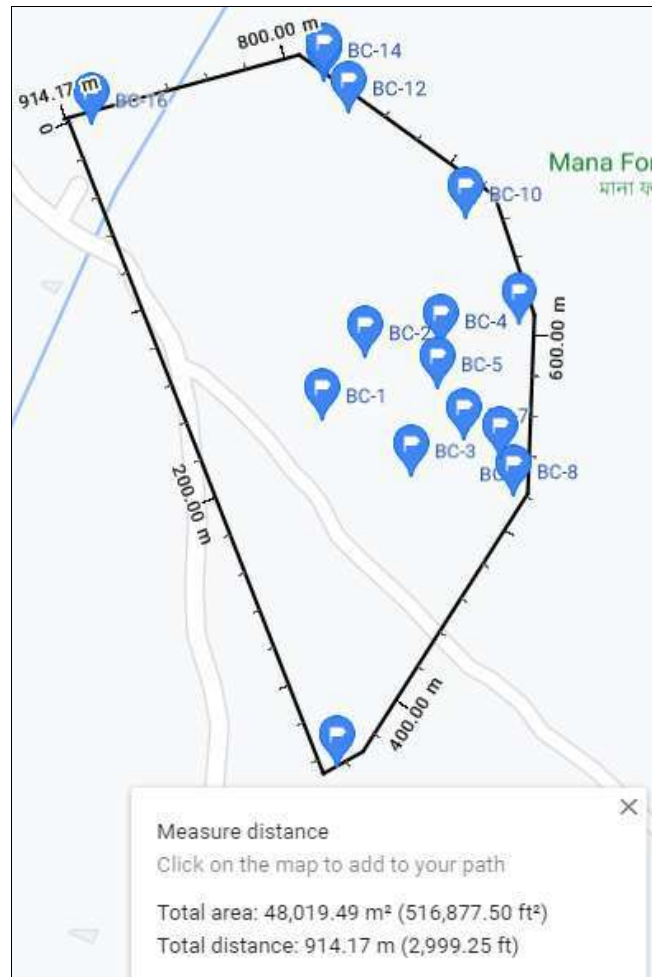 800.00 m
BC-14
914.17 m
BC-12
BC-16
0
Mana For
মানা ফ
BC-10
BC-2
BC-4
600.00 m
BC-5
BC-1
7
BC-3
BC
BC-8
200.00 m
400.00 m
Measure distance
Click on the map to add to your path
Total area: 48,019.49 m² (516,877.50 ft²)
Total distance: 914.17 m (2,999.25 ft)